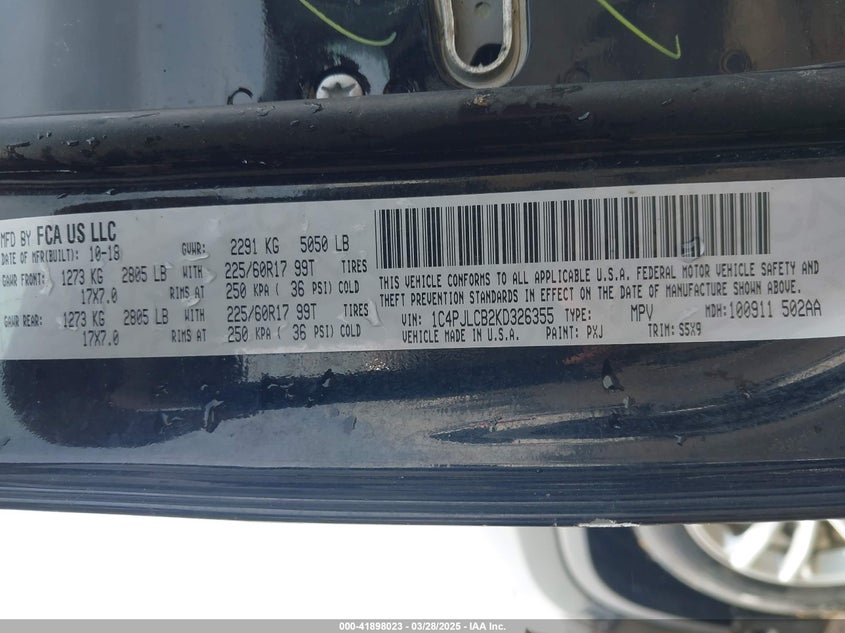 MFD BY FCA US LLC
DATE OF MFR(BUILT): 10-18 GVWR: 2291 KG 5050 LB
GAWR FRONT: 1273 KG 2805 LB WITH 225/60R17 99T TIRES
17X7.0 RIMS AT 250 KPA ( 36 PSI) COLD
GAWR REAR: 1273 KG 2805 LB WITH 225/60R17 99T TIRES
17X7.0 RIMS AT 250 KPA ( 36 PSI) COLD
THIS VEHICLE CONFORMS TO ALL APPLICABLE U.S.A. FEDERAL MOTOR VEHICLE SAFETY AND
THEFT PREVENTION STANDARDS IN EFFECT ON THE DATE OF MANUFACTURE SHOWN ABOVE.
VIN: 1C4PJLCB2KD326355 TYPE: MPV MDH: 100911 502AA
VEHICLE MADE IN U.S.A. PAINT: PXJ TRIM: S5X9
000-41898023 // 03/28/2025 - IAA Inc.